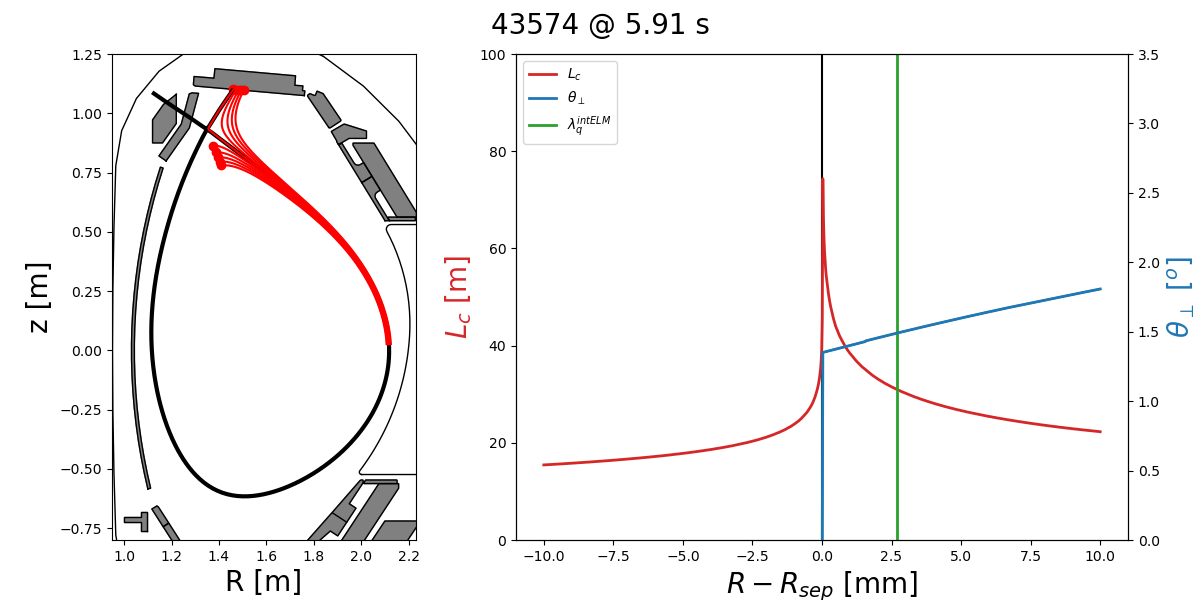 43574 @ 5.91 s
z [m]
1.25
1.00
0.75
0.50
0.25
0.00
−0.25
−0.50
−0.75
1.0 1.2 1.4 1.6 1.8 2.0 2.2
R [m]
L_c [m]
100
80
60
40
20
0
L_c
θ_⊥
λ_q^{intELM}
−10.0 −7.5 −5.0 −2.5 0.0 2.5 5.0 7.5 10.0
R − R_{sep} [mm]
3.5
3.0
2.5
2.0
1.5
1.0
0.5
0.0
θ_⊥ [°]